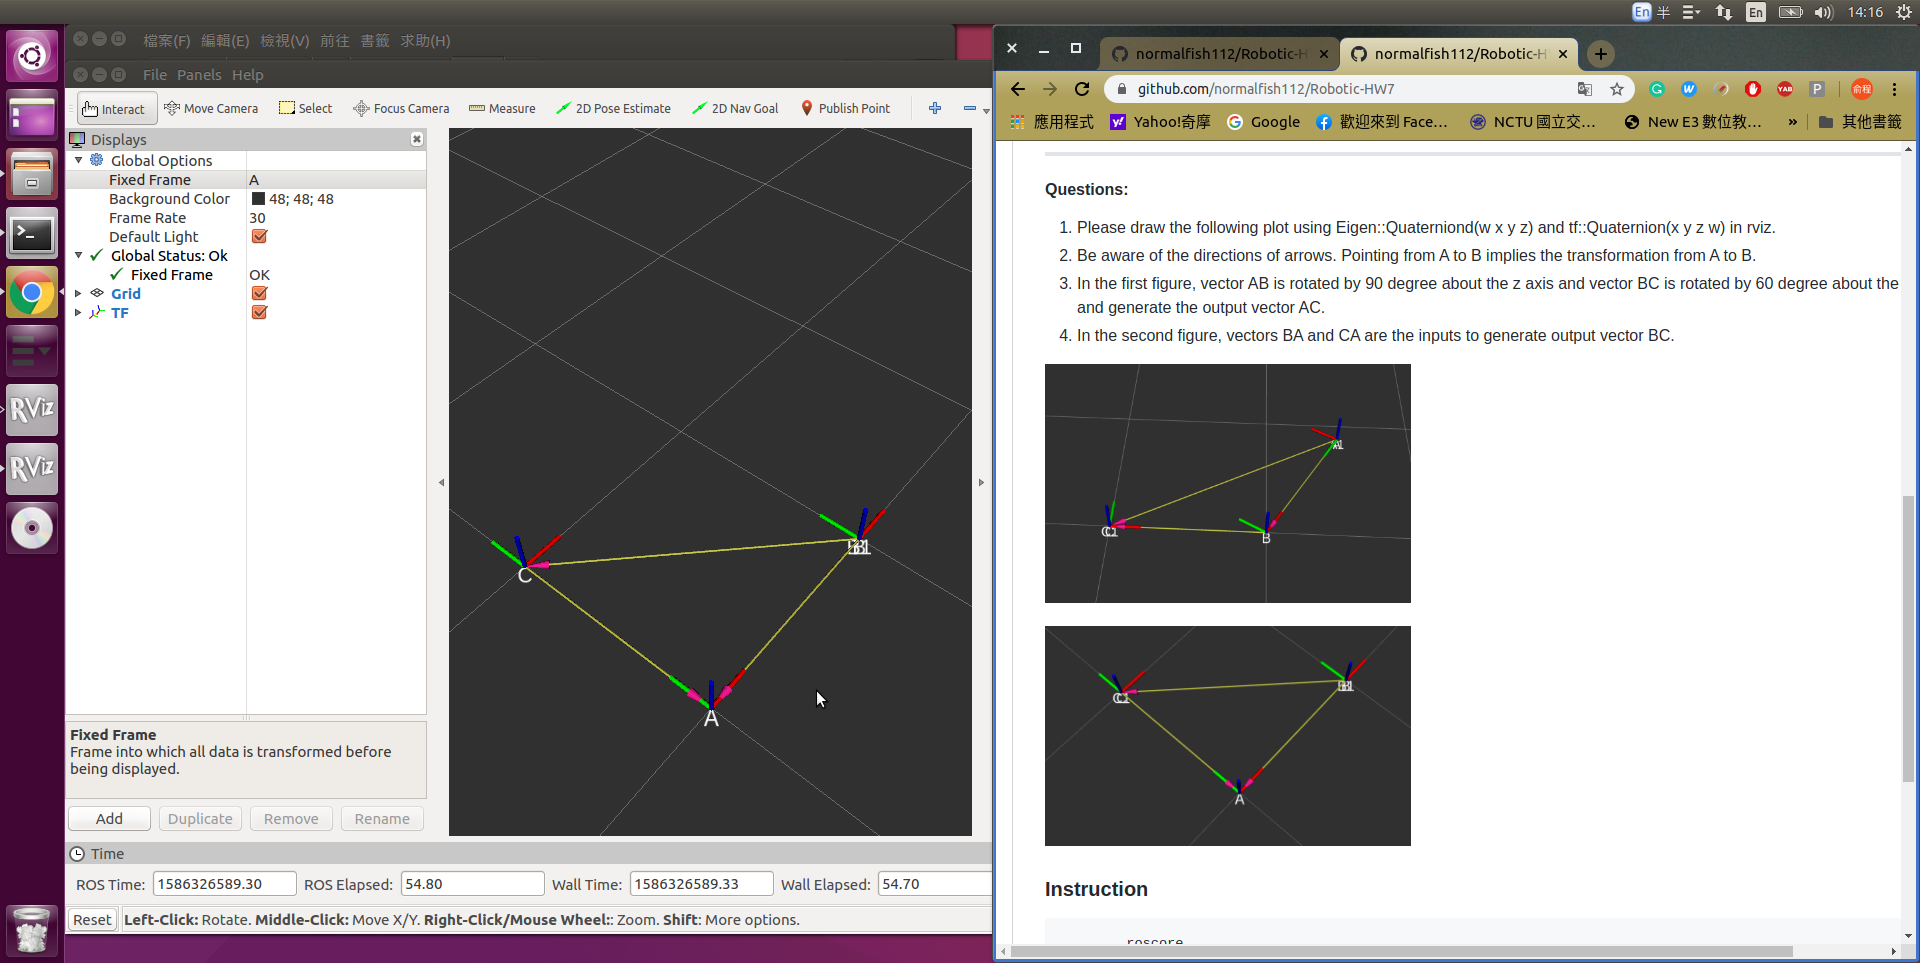 En 半 En 14:16
檔案(F) 編輯(E) 檢視(V) 前往 書籤 求助(H)
File Panels Help
Interact Move Camera Select Focus Camera Measure 2D Pose Estimate 2D Nav Goal Publish Point
Displays
Global Options
Fixed Frame A
Background Color 48; 48; 48
Frame Rate 30
Default Light
Global Status: Ok
Fixed Frame OK
Grid
TF
C
A
Fixed Frame
Frame into which all data is transformed before
being displayed.
Add Duplicate Remove Rename
Time
ROS Time: 1586326589.30 ROS Elapsed: 54.80 Wall Time: 1586326589.33 Wall Elapsed: 54.70
Reset Left-Click: Rotate. Middle-Click: Move X/Y. Right-Click/Mouse Wheel:: Zoom. Shift: More options.
RViz
RViz
normalfish112/Robotic-H normalfish112/Robotic-H
github.com/normalfish112/Robotic-HW7
YAB P 俞程
應用程式 Yahoo!奇摩 Google 歡迎來到 Face... NCTU 國立交... New E3 數位教... » 其他書籤
Questions:
1. Please draw the following plot using Eigen::Quaterniond(w x y z) and tf::Quaternion(x y z w) in rviz.
2. Be aware of the directions of arrows. Pointing from A to B implies the transformation from A to B.
3. In the first figure, vector AB is rotated by 90 degree about the z axis and vector BC is rotated by 60 degree about the
and generate the output vector AC.
4. In the second figure, vectors BA and CA are the inputs to generate output vector BC.
B
A
Instruction
roscore